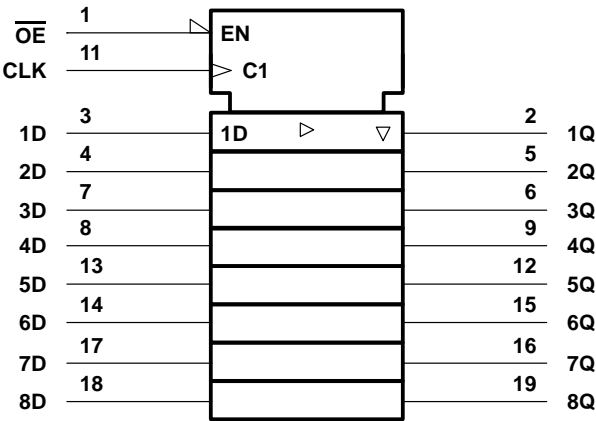 1
OE EN
11
CLK C1
3 2
1D 1D 1Q
4 5
2D 2Q
7 6
3D 3Q
8 9
4D 4Q
13 12
5D 5Q
14 15
6D 6Q
17 16
7D 7Q
18 19
8D 8Q